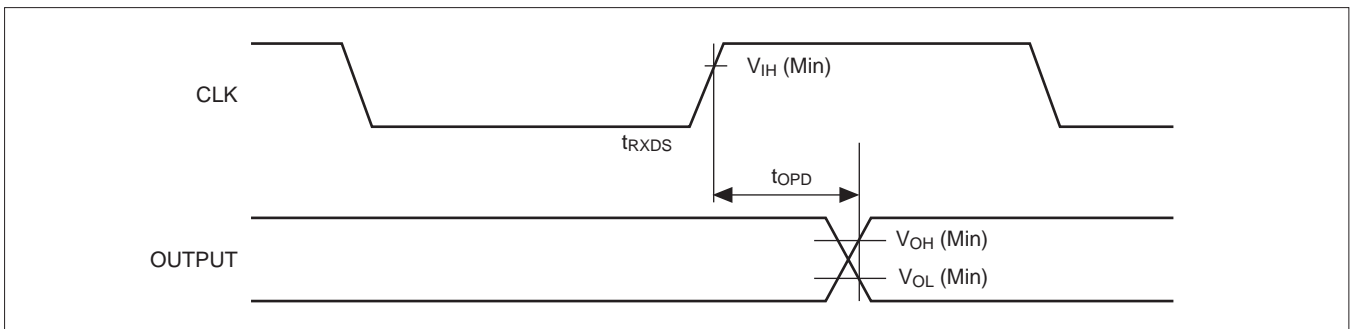 CLK
V_IH (Min)
t_RXDS
t_OPD
OUTPUT
V_OH (Min)
V_OL (Min)